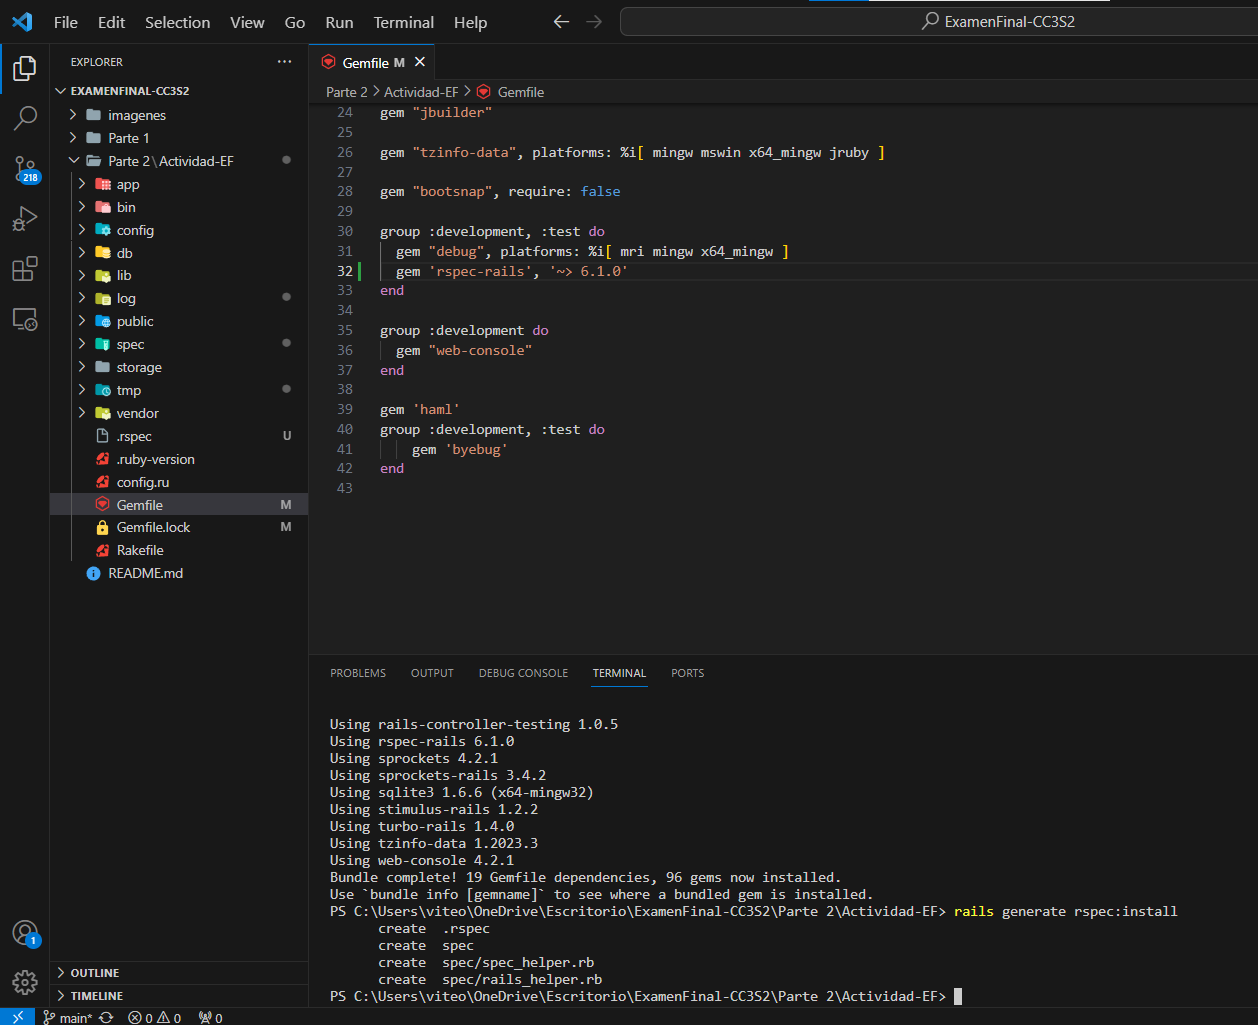 File Edit Selection View Go Run Terminal Help
ExamenFinal-CC3S2
EXPLORER
EXAMENFINAL-CC3S2
imagenes
Parte 1
Parte 2\Actividad-EF
app
bin
config
db
lib
log
public
spec
storage
tmp
vendor
.rspec U
.ruby-version
config.ru
Gemfile M
Gemfile.lock M
Rakefile
README.md
OUTLINE
TIMELINE
218
1
Gemfile M
Parte 2 > Actividad-EF > Gemfile
24 gem "jbuilder"
25
26 gem "tzinfo-data", platforms: %i[ mingw mswin x64_mingw jruby ]
27
28 gem "bootsnap", require: false
29
30 group :development, :test do
31 gem "debug", platforms: %i[ mri mingw x64_mingw ]
32 gem 'rspec-rails', '~> 6.1.0'
33 end
34
35 group :development do
36 gem "web-console"
37 end
38
39 gem 'haml'
40 group :development, :test do
41 gem 'byebug'
42 end
43
PROBLEMS OUTPUT DEBUG CONSOLE TERMINAL PORTS
Using rails-controller-testing 1.0.5
Using rspec-rails 6.1.0
Using sprockets 4.2.1
Using sprockets-rails 3.4.2
Using sqlite3 1.6.6 (x64-mingw32)
Using stimulus-rails 1.2.2
Using turbo-rails 1.4.0
Using tzinfo-data 1.2023.3
Using web-console 4.2.1
Bundle complete! 19 Gemfile dependencies, 96 gems now installed.
Use `bundle info [gemname]` to see where a bundled gem is installed.
PS C:\Users\viteo\OneDrive\Escritorio\ExamenFinal-CC3S2\Parte 2\Actividad-EF> rails generate rspec:install
create .rspec
create spec
create spec/spec_helper.rb
create spec/rails_helper.rb
PS C:\Users\viteo\OneDrive\Escritorio\ExamenFinal-CC3S2\Parte 2\Actividad-EF>
main* 0 0 0